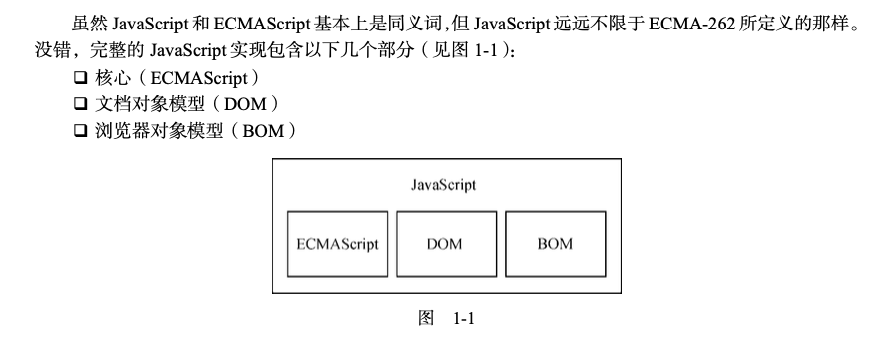 虽然 JavaScript 和 ECMAScript 基本上是同义词,但 JavaScript 远远不限于 ECMA-262 所定义的那样。
没错，完整的 JavaScript 实现包含以下几个部分（见图 1-1）：
❑ 核心（ECMAScript）
❑ 文档对象模型（DOM）
❑ 浏览器对象模型（BOM）
JavaScript
ECMAScript DOM BOM
图 1-1